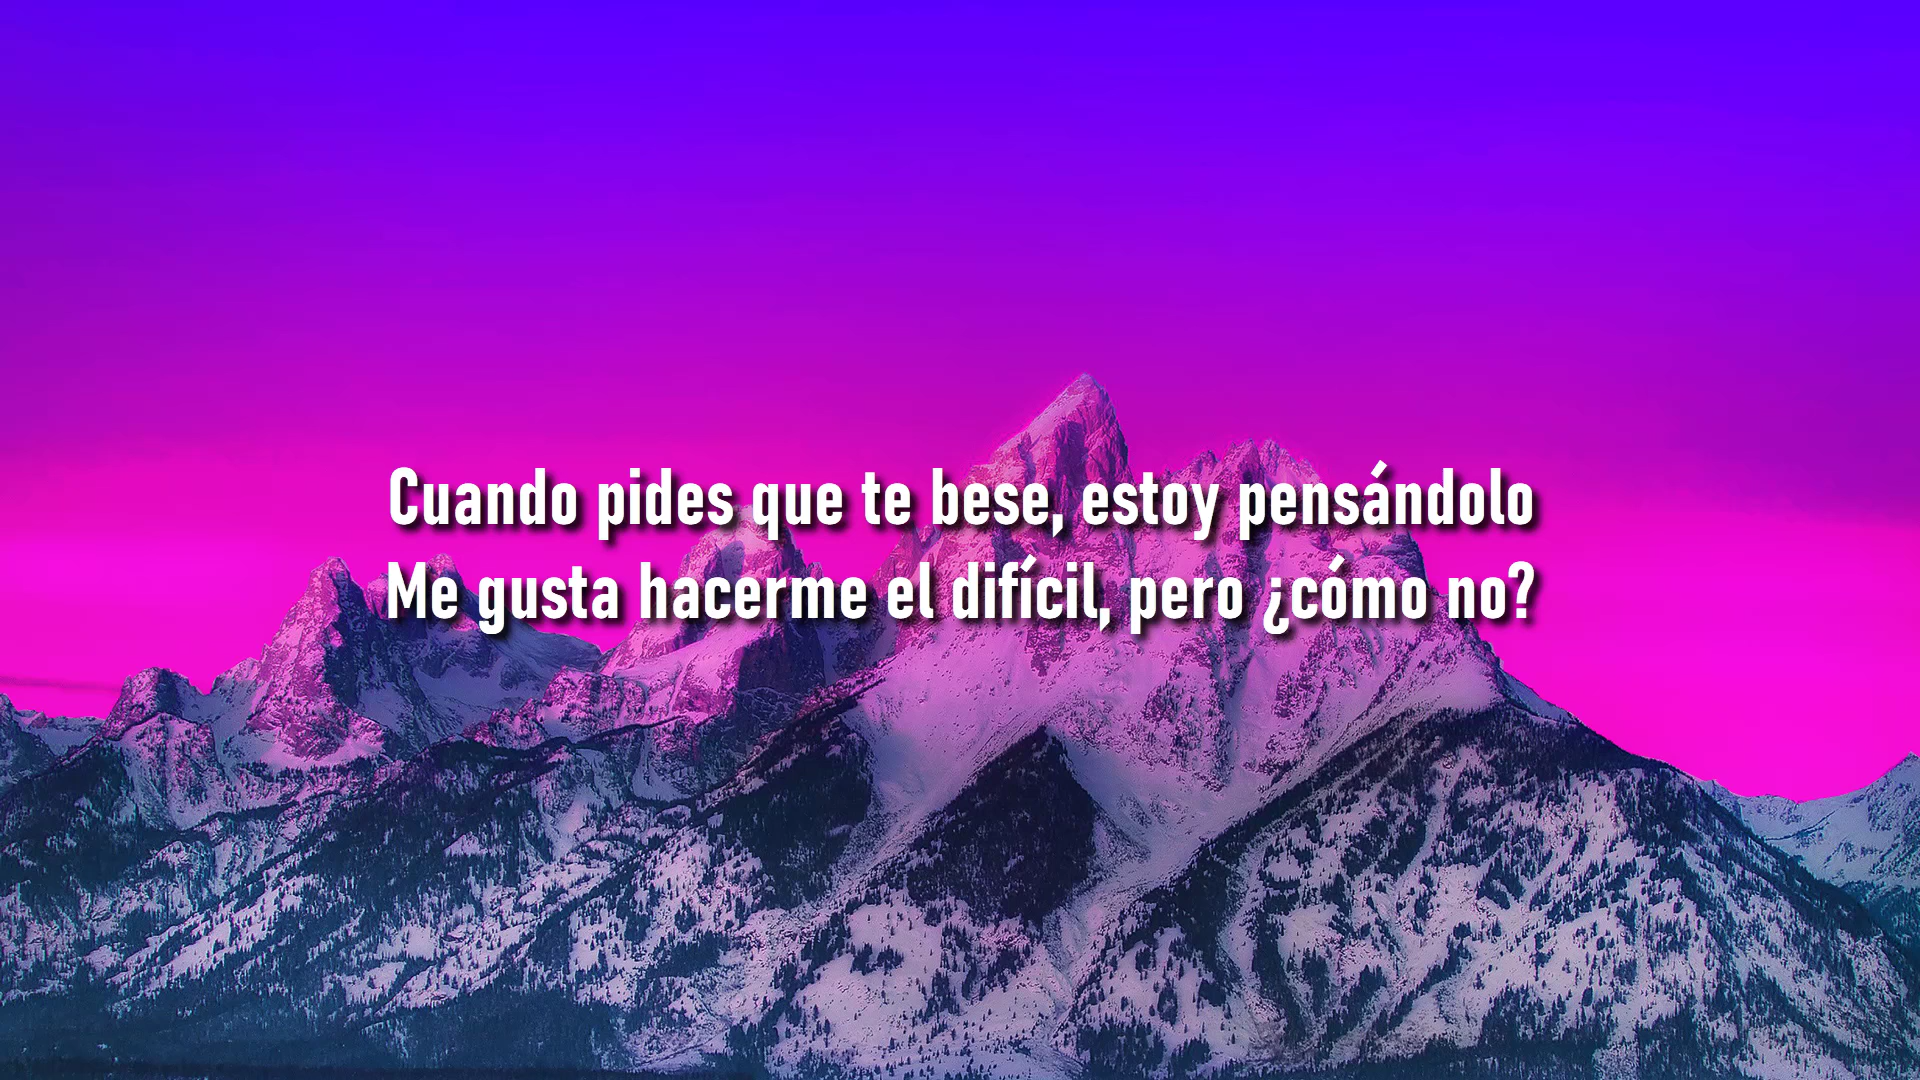 Cuando pides que te bese, estoy pensándolo
Me gusta hacerme el difícil, pero ¿cómo no?